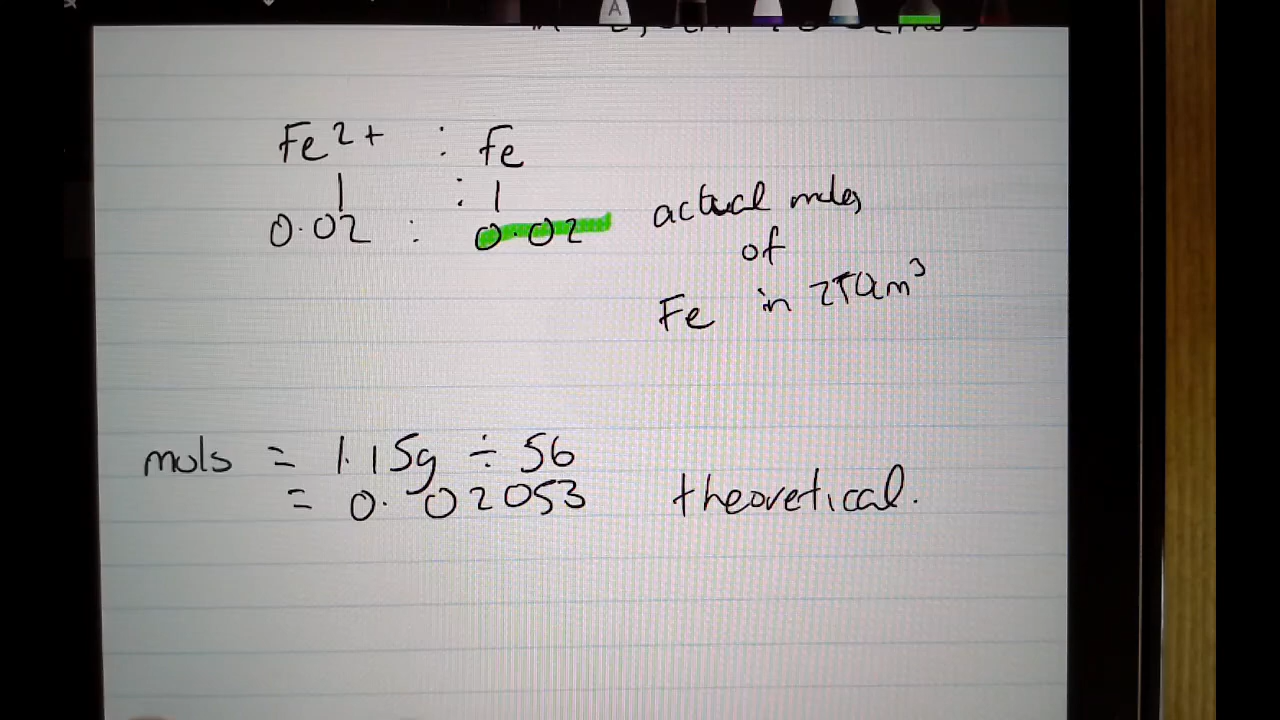 Fe2+ : Fe
1 : 1
0.02 : 0.02
actual moles
of
Fe in 250cm³
mols = 1.15g ÷ 56
= 0.02053
theoretical.